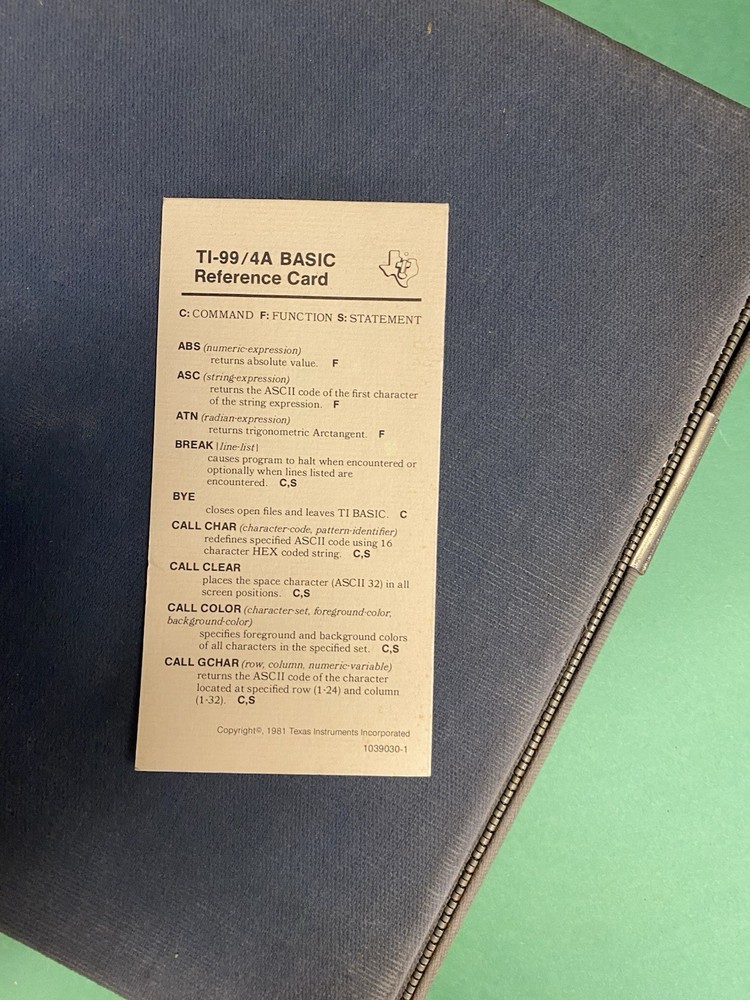 TI-99/4A BASIC
Reference Card
C: COMMAND F: FUNCTION S: STATEMENT
ABS (numeric-expression)
returns absolute value. F
ASC (string-expression)
returns the ASCII code of the first character
of the string expression. F
ATN (radian-expression)
returns trigonometric Arctangent. F
BREAK [line-list]
causes program to halt when encountered or
optionally when lines listed are
encountered. C,S
BYE
closes open files and leaves TI BASIC. C
CALL CHAR (character-code, pattern-identifier)
redefines specified ASCII code using 16
character HEX coded string. C,S
CALL CLEAR
places the space character (ASCII 32) in all
screen positions. C,S
CALL COLOR (character-set, foreground-color,
background-color)
specifies foreground and background colors
of all characters in the specified set. C,S
CALL GCHAR (row, column, numeric-variable)
returns the ASCII code of the character
located at specified row (1-24) and column
(1-32). C,S
Copyright©, 1981 Texas Instruments Incorporated
1039030-1